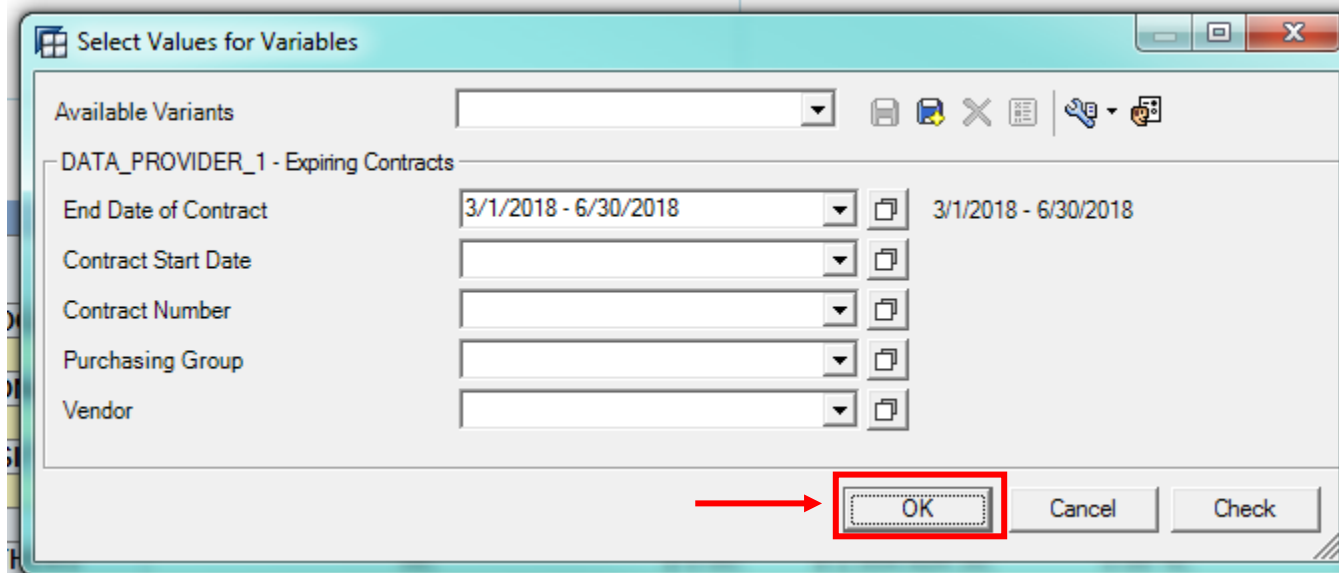 Select Values for Variables
Available Variants
DATA_PROVIDER_1 - Expiring Contracts
End Date of Contract 3/1/2018 - 6/30/2018 3/1/2018 - 6/30/2018
Contract Start Date
Contract Number
Purchasing Group
Vendor
OK Cancel Check